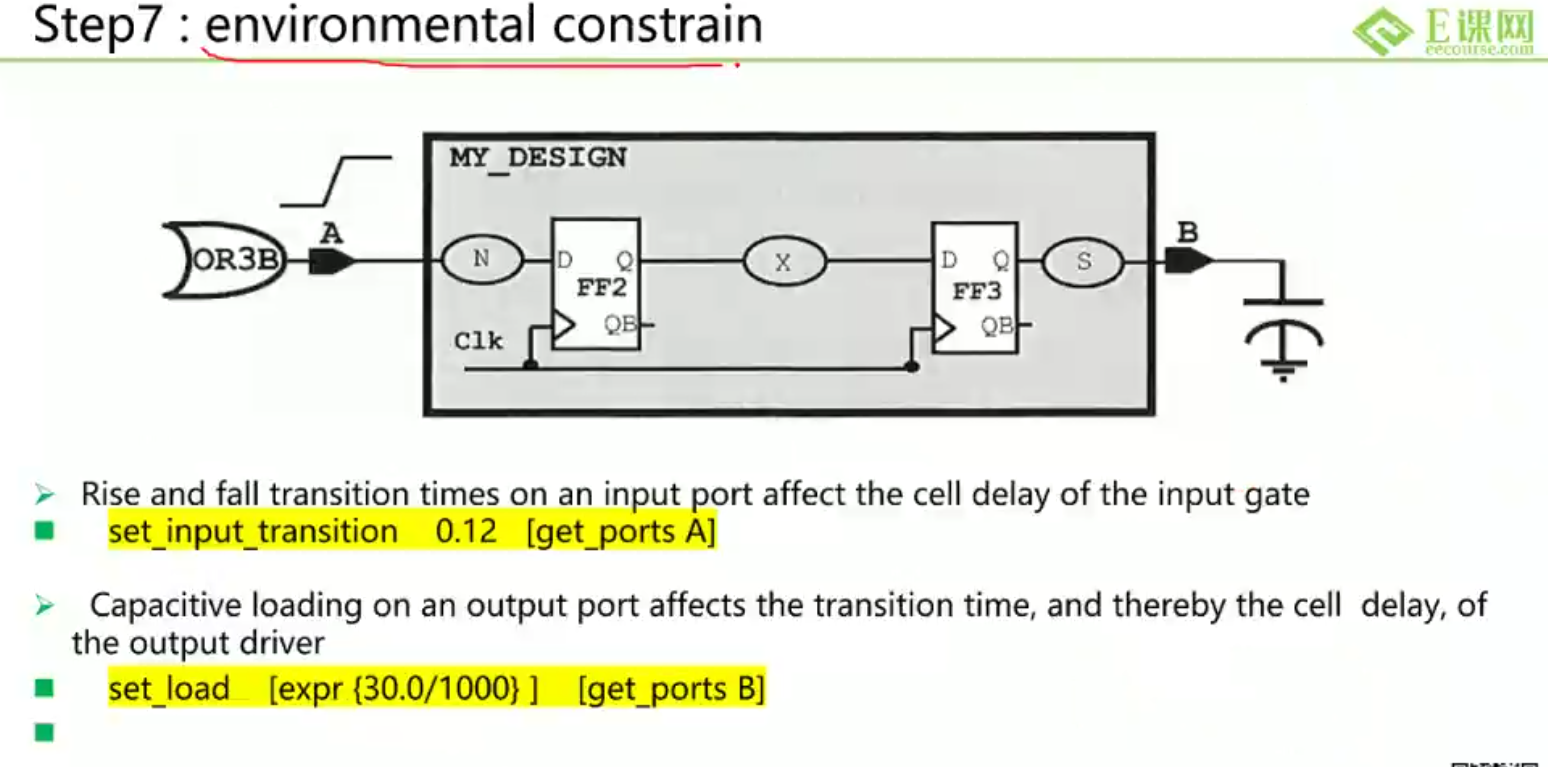 Step7 : environmental constrain
E课网
eecourse.com
MY_DESIGN
A
B
OR3B
N
D Q
FF2
QB
X
D Q
FF3
QB
S
Clk
Rise and fall transition times on an input port affect the cell delay of the input gate
set_input_transition 0.12 [get_ports A]
Capacitive loading on an output port affects the transition time, and thereby the cell delay, of
the output driver
set_load [expr {30.0/1000} ] [get_ports B]